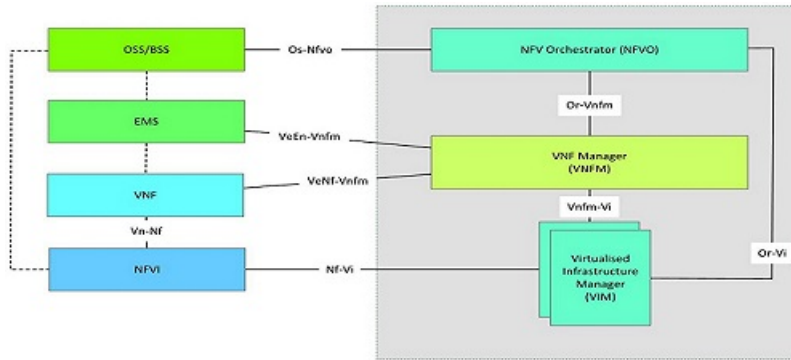 OSS/BSS
Os-Nfvo
NFV Orchestrator (NFVO)
Or-Vnfm
EMS
VeEn-Vnfm
VNF Manager
(VNFM)
VeNf-Vnfm
VNF
Vnfm-Vi
Vn-Nf
Virtualised
Infrastructure
Manager
(VIM)
Or-Vi
NFVI
Nf-Vi